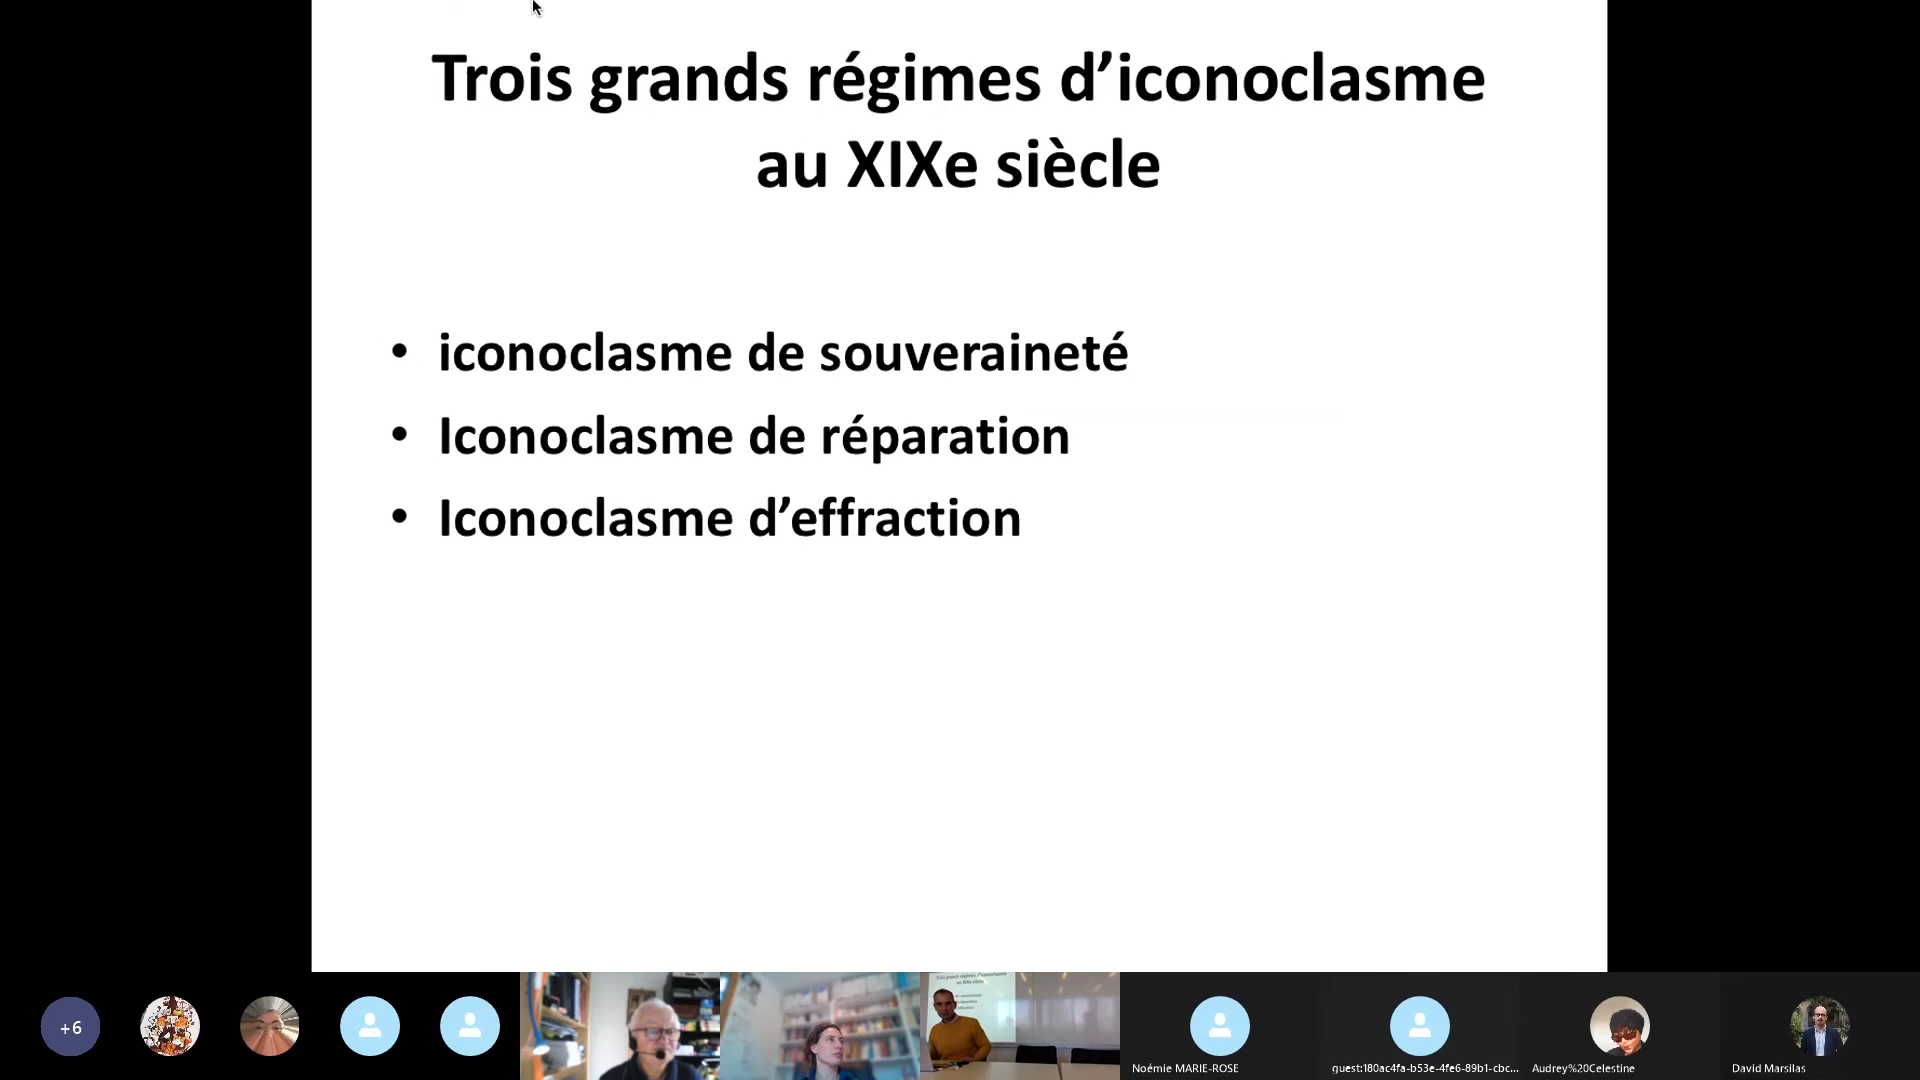 Trois grands régimes d’iconoclasme
au XIXe siècle
• iconoclasme de souveraineté
• Iconoclasme de réparation
• Iconoclasme d’effraction
+6
Noémie MARIE-ROSE
guest:180ac4fa-b53e-4fe6-89b1-cbc...
Audrey%20Celestine
David Marsilas